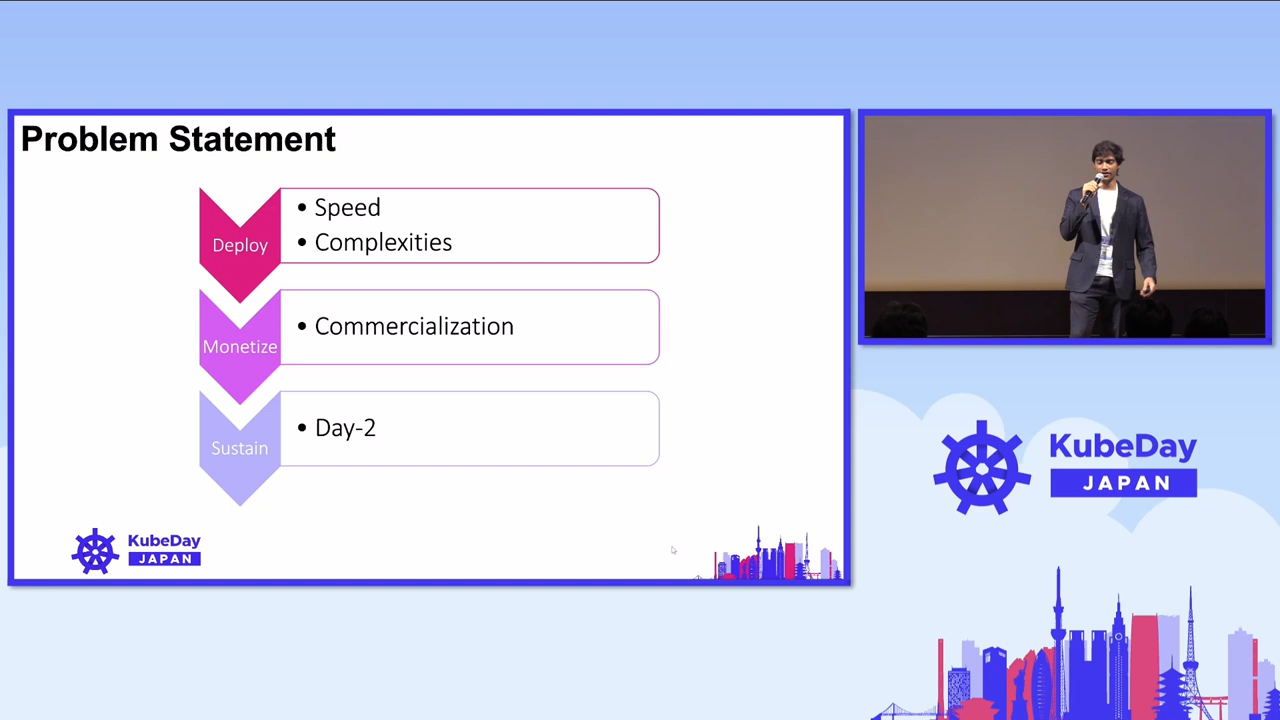 Problem Statement
Deploy
• Speed
• Complexities
Monetize
• Commercialization
Sustain
• Day-2
KubeDay
JAPAN
KubeDay
JAPAN